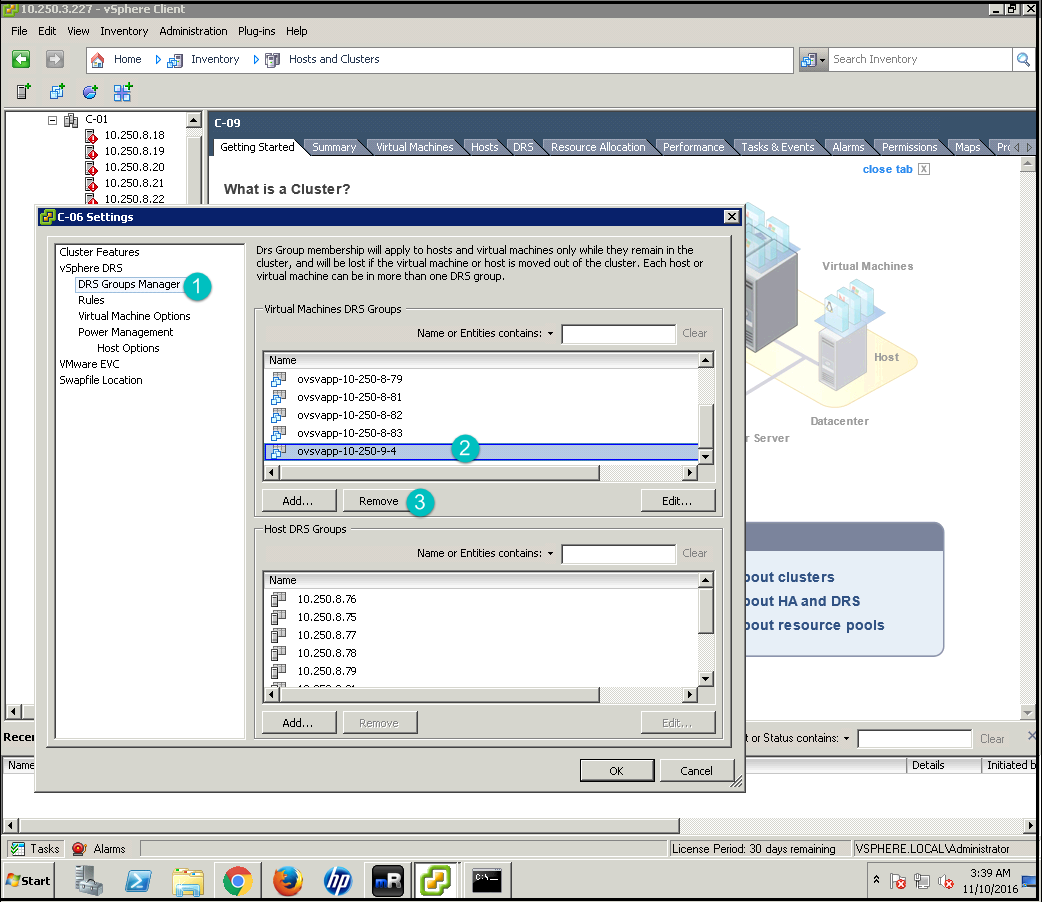 10.250.3.227 - vSphere Client
File Edit View Inventory Administration Plug-ins Help
Home Inventory Hosts and Clusters
Search Inventory
C-01
10.250.8.18
10.250.8.19
10.250.8.20
10.250.8.21
10.250.8.22
C-09
Getting Started Summary Virtual Machines Hosts DRS Resource Allocation Performance Tasks & Events Alarms Permissions Maps Pro
close tab X
What is a Cluster?
Virtual Machines
Host
Datacenter
r Server
bout clusters
bout HA and DRS
bout resource pools
C-06 Settings
Cluster Features
vSphere DRS
DRS Groups Manager 1
Rules
Virtual Machine Options
Power Management
Host Options
VMware EVC
Swapfile Location
Drs Group membership will apply to hosts and virtual machines only while they remain in the
cluster, and will be lost if the virtual machine or host is moved out of the cluster. Each host or
virtual machine can be in more than one DRS group.
Virtual Machines DRS Groups
Name or Entities contains: Clear
Name
ovsvapp-10-250-8-79
ovsvapp-10-250-8-81
ovsvapp-10-250-8-82
ovsvapp-10-250-8-83
ovsvapp-10-250-9-4 2
Add... Remove 3 Edit...
Host DRS Groups
Name or Entities contains: Clear
Name
10.250.8.76
10.250.8.75
10.250.8.77
10.250.8.78
10.250.8.79
Add... Remove Edit...
OK Cancel
Recen
t or Status contains: Clear
Name Details Initiated b
Tasks Alarms
License Period: 30 days remaining VSPHERE.LOCAL\Administrator
Start
hp
mR
C:\_
3:39 AM
11/10/2016